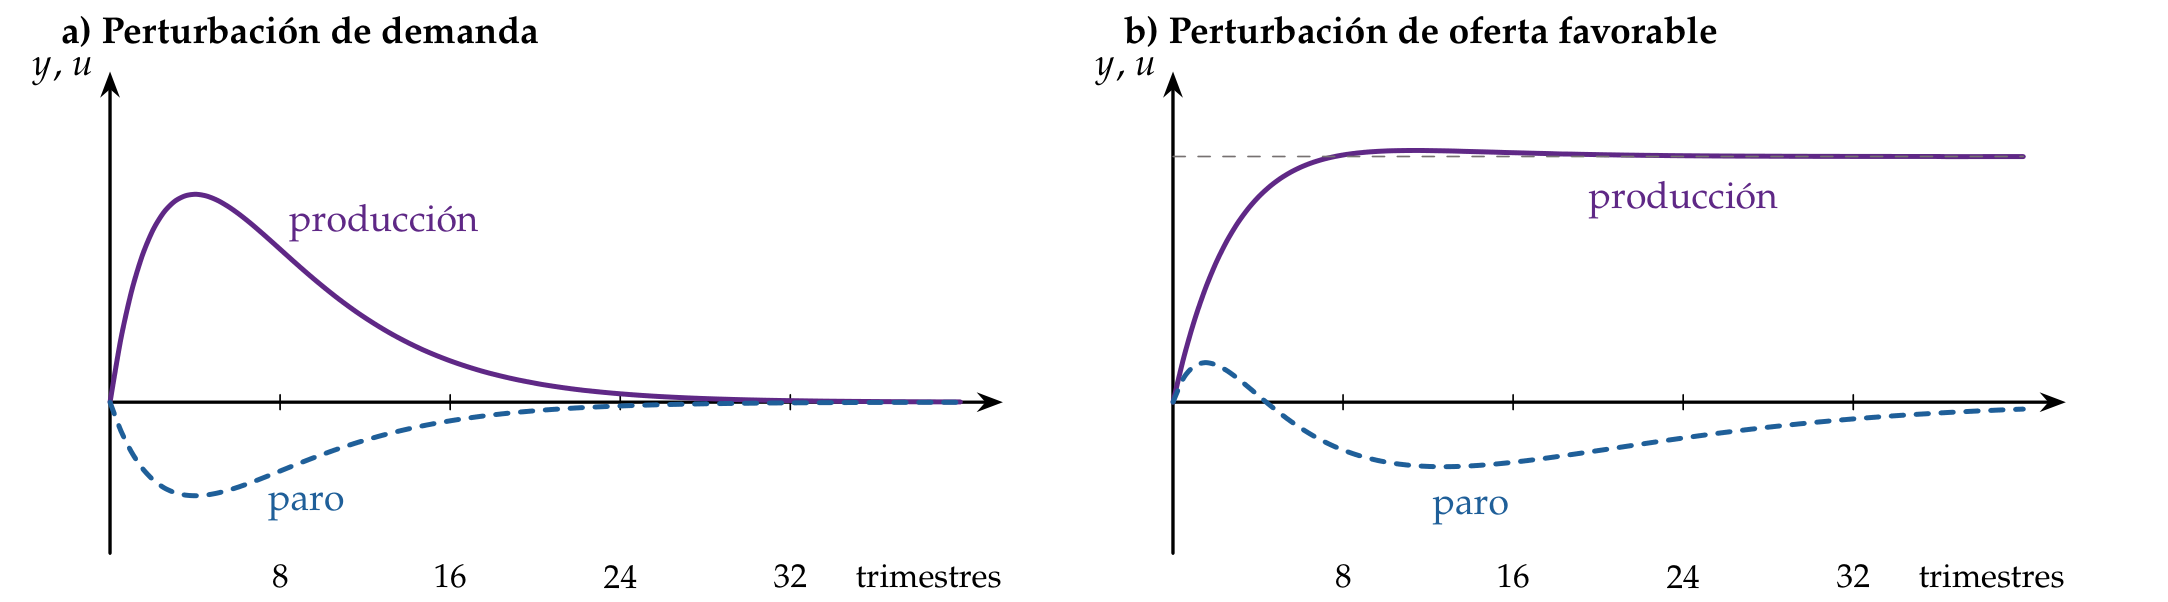 a) Perturbación de demanda
y, u
producción
paro
8 16 24 32 trimestres
b) Perturbación de oferta favorable
y, u
producción
paro
8 16 24 32 trimestres